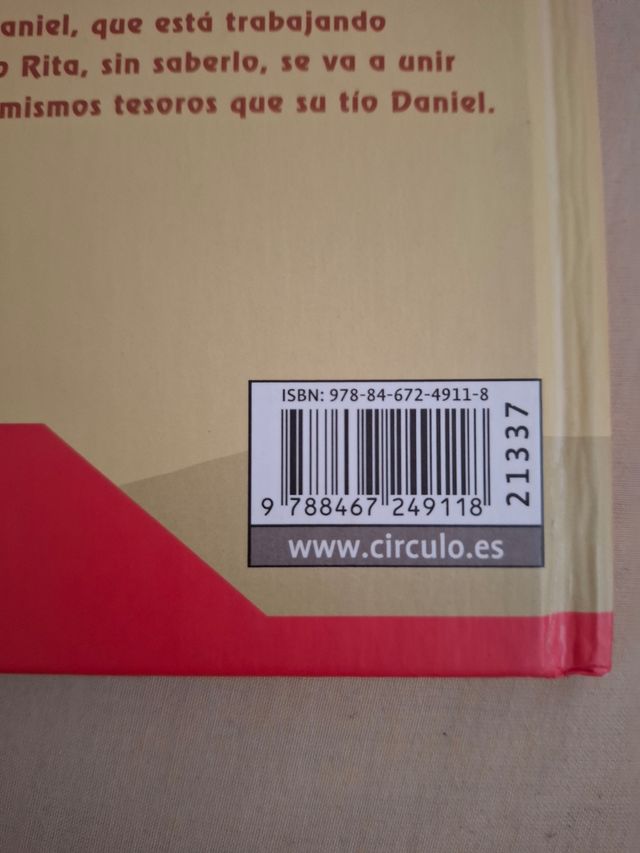 aniel, que está trabajando
o Rita, sin saberlo, se va a unir
mismos tesoros que su tío Daniel.
ISBN: 978-84-672-4911-8
9 788467 249118
21337
www.circulo.es